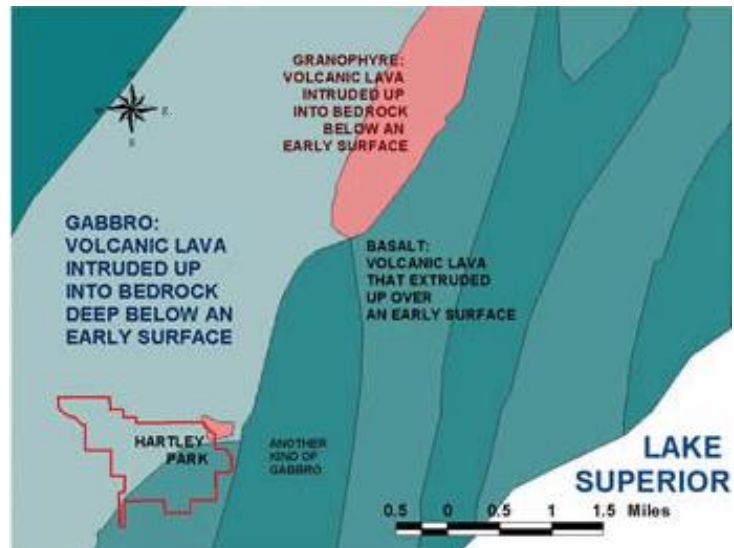 GRANOPHYRE:
VOLCANIC LAVA
INTRUDED UP
INTO BEDROCK
BELOW AN
EARLY SURFACE
E
S
GABBRO:
VOLCANIC LAVA
INTRUDED UP
INTO BEDROCK
DEEP BELOW AN
EARLY SURFACE
BASALT:
VOLCANIC LAVA
THAT EXTRUDED
UP OVER
AN EARLY SURFACE
HARTLEY
PARK
ANOTHER
KIND OF
GABBRO
LAKE
SUPERIOR
0.5 0 0.5 1 1.5 Miles